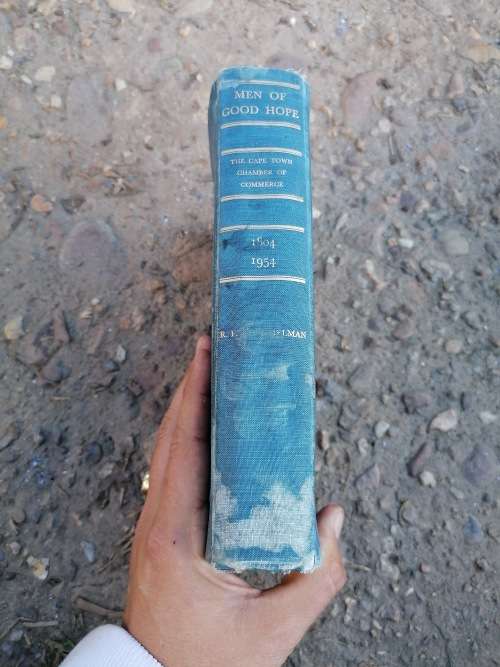 MEN OF
GOOD HOPE
THE CAPE TOWN
CHAMBER OF
COMMERCE
1804
1954
R.